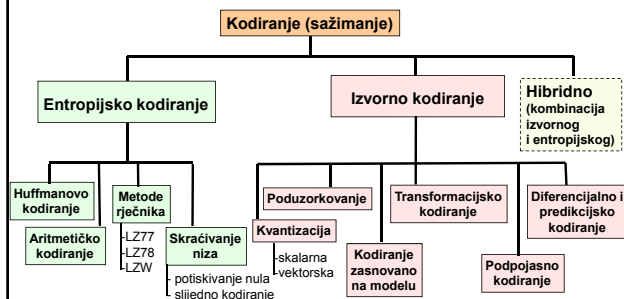 Kodiranje (sažimanje)
Entropijsko kodiranje
Izvorno kodiranje
Hibridno
(kombinacija
izvornog
i entropijskog)
Huffmanovo
kodiranje
Aritmetičko
kodiranje
Metode
rječnika
-LZ77
-LZ78
-LZW
Skraćivanje
niza
- potiskivanje nula
- slijedno kodiranje
Poduzorkovanje
Kvantizacija
-skalarna
-vektorska
Kodiranje
zasnovano
na modelu
Transformacijsko
kodiranje
Podpojasno
kodiranje
Diferencijalno i
predikcijsko
kodiranje